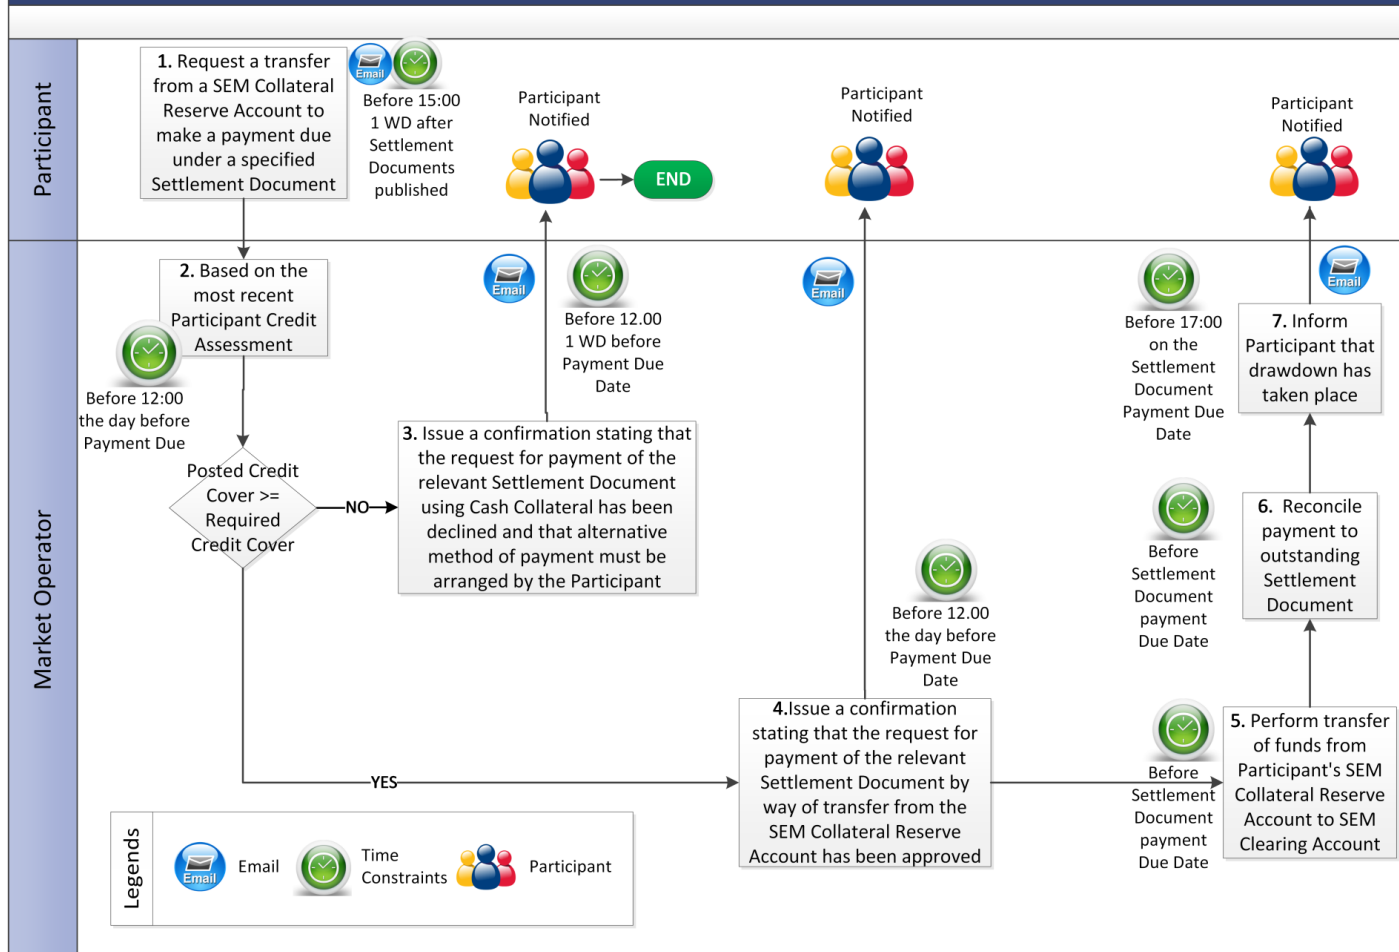 Participant
1. Request a transfer
from a SEM Collateral
Reserve Account to
make a payment due
under a specified
Settlement Document
Email
Before 15:00
1 WD after
Settlement
Documents
published
Participant
Notified
END
Participant
Notified
Participant
Notified
Market Operator
2. Based on the
most recent
Participant Credit
Assessment
Before 12:00
the day before
Payment Due
Posted Credit
Cover >=
Required
Credit Cover
NO
YES
Email
Before 12.00
1 WD before
Payment Due
Date
3. Issue a confirmation stating that
the request for payment of the
relevant Settlement Document
using Cash Collateral has been
declined and that alternative
method of payment must be
arranged by the Participant
Email
Before 12.00
the day before
Payment Due
Date
4.Issue a confirmation
stating that the request for
payment of the relevant
Settlement Document by
way of transfer from the
SEM Collateral Reserve
Account has been approved
Before
Settlement
Document
payment
Due Date
5. Perform transfer
of funds from
Participant's SEM
Collateral Reserve
Account to SEM
Clearing Account
Before
Settlement
Document
payment
Due Date
6. Reconcile
payment to
outstanding
Settlement
Document
Before 17:00
on the
Settlement
Document
Payment Due
Date
7. Inform
Participant that
drawdown has
taken place
Email
Legends
Email
Email
Time
Constraints
Participant